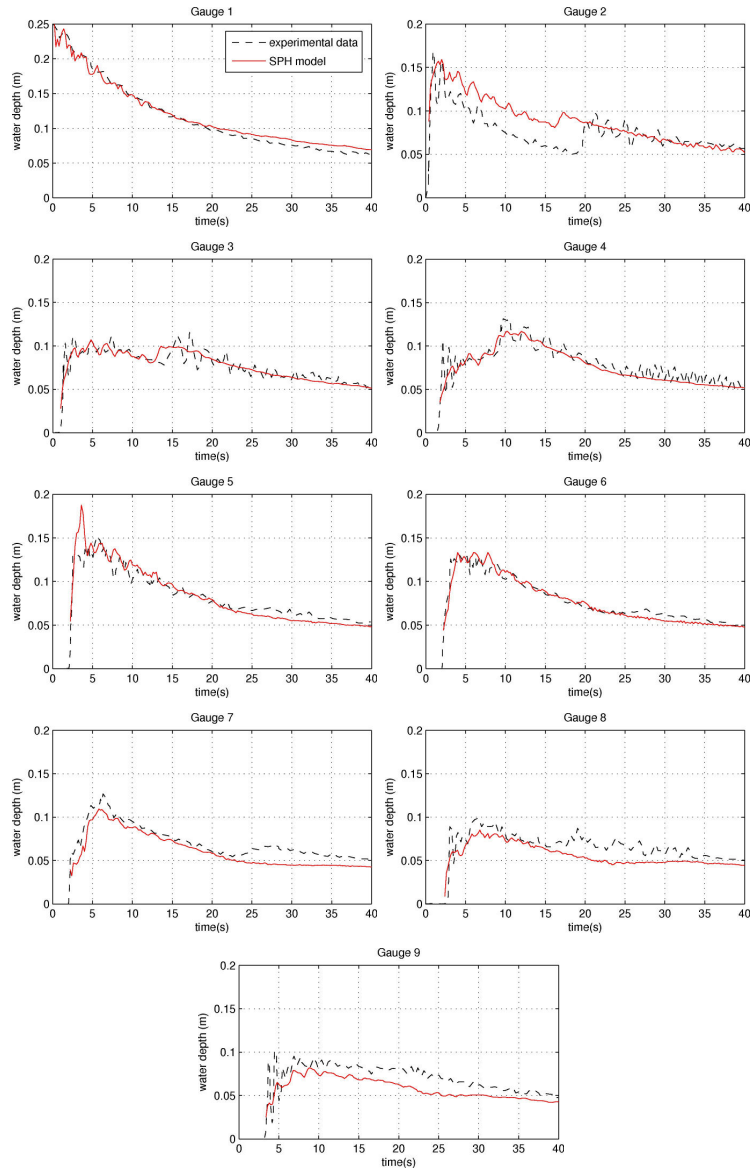 Gauge 1
0.25
0.2
0.15
0.1
0.05
0
water depth (m)
0 5 10 15 20 25 30 35 40
time(s)
experimental data
SPH model
Gauge 2
0.2
0.15
0.1
0.05
0
water depth (m)
0 5 10 15 20 25 30 35 40
time(s)
Gauge 3
0.2
0.15
0.1
0.05
0
water depth (m)
0 5 10 15 20 25 30 35 40
time(s)
Gauge 4
0.2
0.15
0.1
0.05
0
water depth (m)
0 5 10 15 20 25 30 35 40
time(s)
Gauge 5
0.2
0.15
0.1
0.05
0
water depth (m)
0 5 10 15 20 25 30 35 40
time(s)
Gauge 6
0.2
0.15
0.1
0.05
0
water depth (m)
0 5 10 15 20 25 30 35 40
time(s)
Gauge 7
0.2
0.15
0.1
0.05
0
water depth (m)
0 5 10 15 20 25 30 35 40
time(s)
Gauge 8
0.2
0.15
0.1
0.05
0
water depth (m)
0 5 10 15 20 25 30 35 40
time(s)
Gauge 9
0.2
0.15
0.1
0.05
0
water depth (m)
0 5 10 15 20 25 30 35 40
time(s)